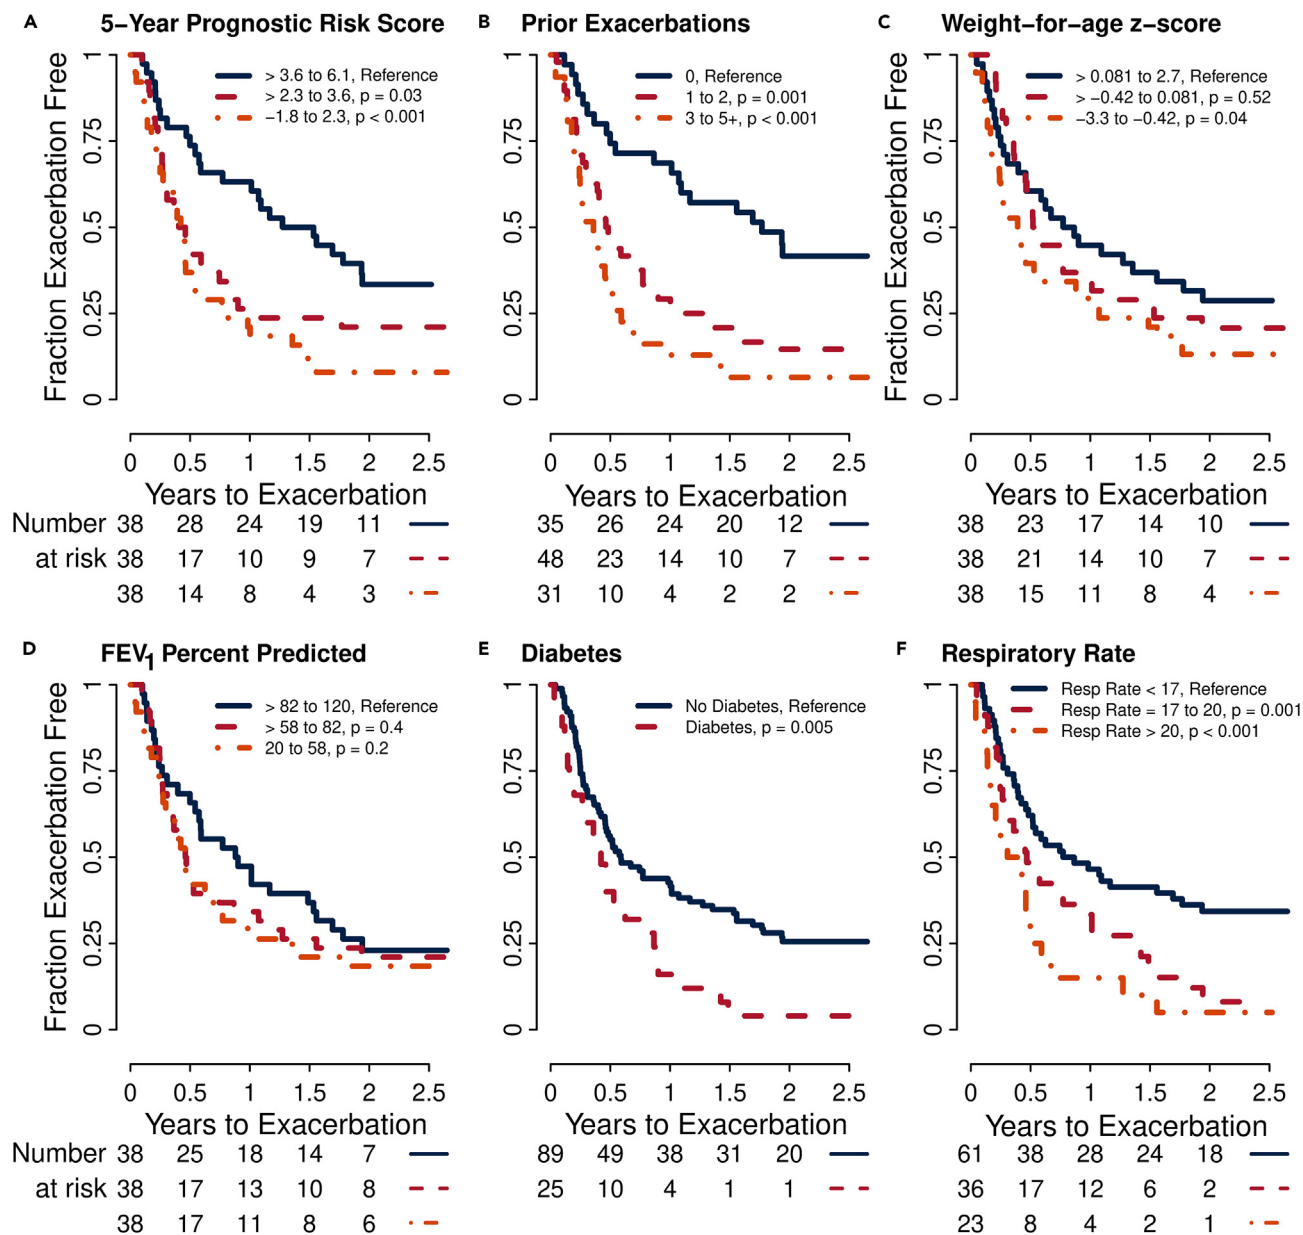 A 5−Year Prognostic Risk Score
Fraction Exacerbation Free
1
0.75
0.5
0.25
0
> 3.6 to 6.1, Reference
> 2.3 to 3.6, p = 0.03
−1.8 to 2.3, p < 0.001
0 0.5 1 1.5 2 2.5
Years to Exacerbation
Number 38 28 24 19 11
at risk 38 17 10 9 7
38 14 8 4 3
B Prior Exacerbations
Fraction Exacerbation Free
1
0.75
0.5
0.25
0
0, Reference
1 to 2, p = 0.001
3 to 5+, p < 0.001
0 0.5 1 1.5 2 2.5
Years to Exacerbation
35 26 24 20 12
48 23 14 10 7
31 10 4 2 2
C Weight−for−age z−score
Fraction Exacerbation Free
1
0.75
0.5
0.25
0
> 0.081 to 2.7, Reference
> −0.42 to 0.081, p = 0.52
−3.3 to −0.42, p = 0.04
0 0.5 1 1.5 2 2.5
Years to Exacerbation
38 23 17 14 10
38 21 14 10 7
38 15 11 8 4
D FEV1 Percent Predicted
Fraction Exacerbation Free
1
0.75
0.5
0.25
0
> 82 to 120, Reference
> 58 to 82, p = 0.4
20 to 58, p = 0.2
0 0.5 1 1.5 2 2.5
Years to Exacerbation
Number 38 25 18 14 7
at risk 38 17 13 10 8
38 17 11 8 6
E Diabetes
Fraction Exacerbation Free
1
0.75
0.5
0.25
0
No Diabetes, Reference
Diabetes, p = 0.005
0 0.5 1 1.5 2 2.5
Years to Exacerbation
89 49 38 31 20
25 10 4 1 1
F Respiratory Rate
Fraction Exacerbation Free
1
0.75
0.5
0.25
0
Resp Rate < 17, Reference
Resp Rate = 17 to 20, p = 0.001
Resp Rate > 20, p < 0.001
0 0.5 1 1.5 2 2.5
Years to Exacerbation
61 38 28 24 18
36 17 12 6 2
23 8 4 2 1